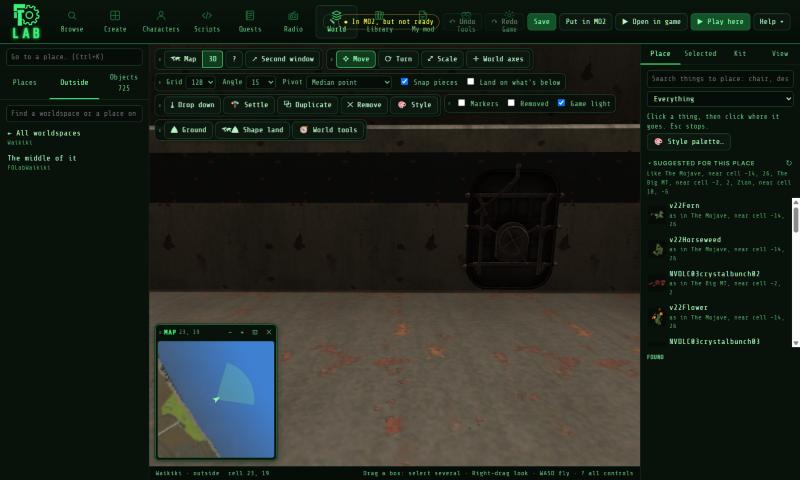 LAB
Browse
Create
Characters
Scripts
Quests
Radio
World
Library
My mod
Tools
Game
● In MO2, but not ready
↶ Undo
↷ Redo
Save
Put in MO2
▶ Open in game
▶ Play here
Help ▾
Go to a place… (Ctrl+K)
Places
Outside
Objects
725
Find a worldspace or a place on
← All worldspaces
Waikiki
The middle of it
FOLabWaikiki
Map
3D
?
Second window
Move
Turn
Scale
World axes
Grid
128
Angle
15
Pivot
Median point
Snap pieces
Land on what's below
Drop down
Settle
Duplicate
Remove
Style
Markers
Removed
Game light
Ground
Shape land
World tools
MAP 23, 19
Waikiki · outside cell 23, 19
Drag a box: select several · Right-drag look · WASD fly · ? all controls
Place
Selected
Kit
View
Search things to place: chair, des
Everything
Click a thing, then click where it
goes. Esc stops.
Style palette…
SUGGESTED FOR THIS PLACE
Like The Mojave, near cell -14, 26, The
Big MT, near cell -2, 2, Zion, near cell
10, -6
v22Fern
as in The Mojave, near cell -14,
26
v22Horseweed
as in The Mojave, near cell -14,
26
NVDLC03crystalbunch02
as in The Big MT, near cell -2,
2
v22Flower
as in The Mojave, near cell -14,
26
NVDLC03crystalbunch03
FOUND